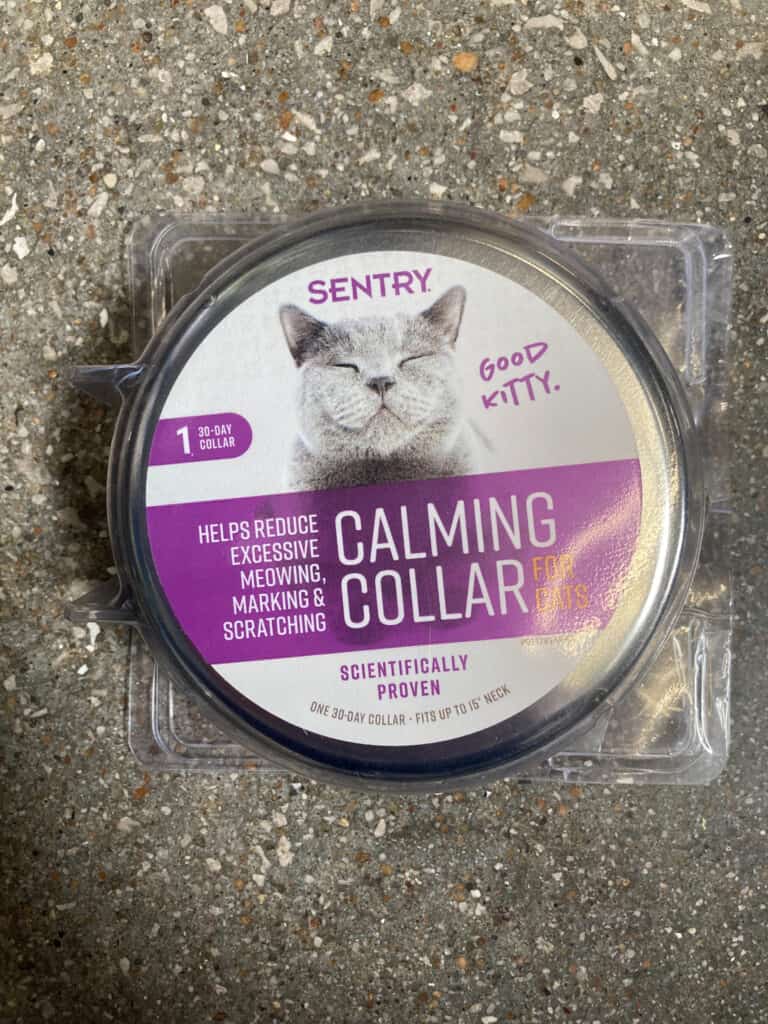 SENTRY
GOOD
KITTY.
1 30-DAY
COLLAR
HELPS REDUCE
EXCESSIVE
MEOWING,
MARKING &
SCRATCHING
CALMING
COLLAR
FOR
CATS
SCIENTIFICALLY
PROVEN
ONE 30-DAY COLLAR · FITS UP TO 15" NECK